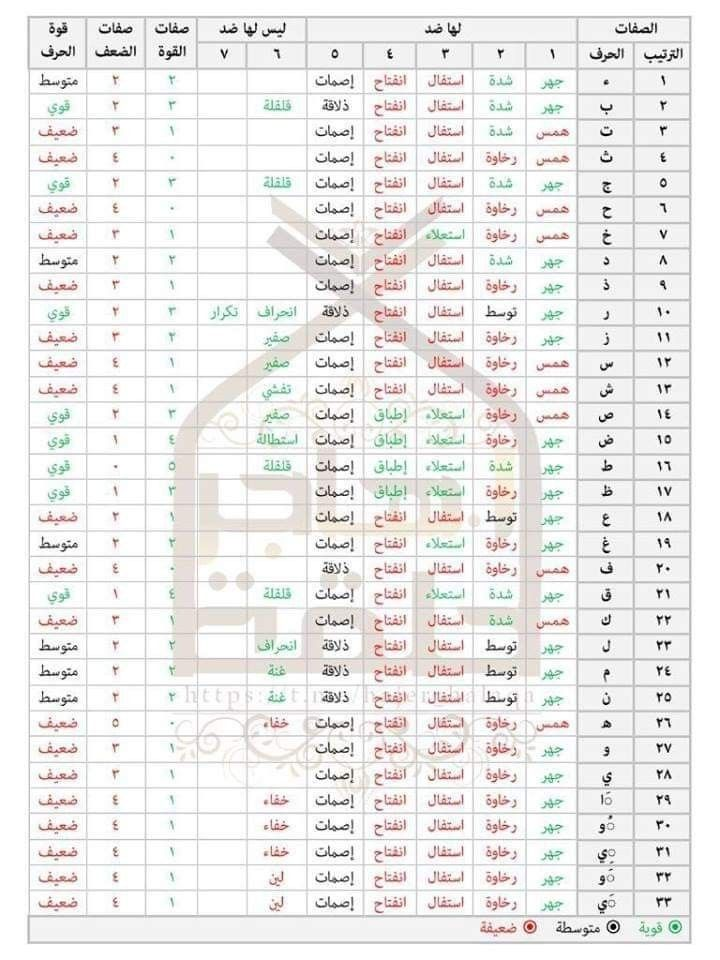 الصفات لها ضد ليس لها ضد صفات القوة صفات الضعف قوة الحرف
الترتيب الحرف ١ ٢ ٣ ٤ ٥ ٦ ٧
١ ء جهر شدة استفال انفتاح إصمات ٢ ٢ متوسط
٢ ب جهر شدة استفال انفتاح ذلاقة قلقلة ٣ ٢ قوي
٣ ت همس شدة استفال انفتاح إصمات ١ ٣ ضعيف
٤ ث همس رخاوة استفال انفتاح إصمات ٠ ٤ ضعيف
٥ ج جهر شدة استفال انفتاح إصمات قلقلة ٣ ٢ قوي
٦ ح همس رخاوة استفال انفتاح إصمات ٠ ٤ ضعيف
٧ خ همس رخاوة استعلاء انفتاح إصمات ١ ٣ ضعيف
٨ د جهر شدة استفال انفتاح إصمات ٢ ٢ متوسط
٩ ذ جهر رخاوة استفال انفتاح إصمات ١ ٣ ضعيف
١٠ ر جهر توسط استفال انفتاح ذلاقة انحراف تكرار ٣ ٢ قوي
١١ ز جهر رخاوة استفال انفتاح إصمات صفير ٢ ٣ ضعيف
١٢ س همس رخاوة استفال انفتاح إصمات صفير ١ ٤ ضعيف
١٣ ش همس رخاوة استفال انفتاح إصمات تفشي ١ ٤ ضعيف
١٤ ص همس رخاوة استعلاء إطباق إصمات صفير ٣ ٢ قوي
١٥ ض جهر رخاوة استعلاء إطباق إصمات استطالة ٤ ١ قوي
١٦ ط جهر شدة استعلاء إطباق إصمات قلقلة ٥ ٠ قوي
١٧ ظ جهر رخاوة استعلاء إطباق إصمات ٣ ١ قوي
١٨ ع جهر توسط استفال انفتاح إصمات ١ ٢ ضعيف
١٩ غ جهر رخاوة استعلاء انفتاح إصمات ٢ ٢ متوسط
٢٠ ف همس رخاوة استفال انفتاح ذلاقة ٠ ٤ ضعيف
٢١ ق جهر شدة استعلاء انفتاح إصمات قلقلة ٤ ١ قوي
٢٢ ك همس شدة استفال انفتاح إصمات ١ ٣ ضعيف
٢٣ ل جهر توسط استفال انفتاح ذلاقة انحراف ٢ ٢ متوسط
٢٤ م جهر توسط استفال انفتاح ذلاقة غنة ٢ ٢ متوسط
٢٥ ن جهر توسط استفال انفتاح ذلاقة غنة ٢ ٢ متوسط
٢٦ ه همس رخاوة استفال انفتاح إصمات خفاء ٠ ٥ ضعيف
٢٧ و جهر رخاوة استفال انفتاح إصمات ١ ٣ ضعيف
٢٨ ي جهر رخاوة استفال انفتاح إصمات ١ ٣ ضعيف
٢٩ ◌َا جهر رخاوة استفال انفتاح إصمات خفاء ١ ٤ ضعيف
٣٠ ◌ُو جهر رخاوة استفال انفتاح إصمات خفاء ١ ٤ ضعيف
٣١ ◌ِي جهر رخاوة استفال انفتاح إصمات خفاء ١ ٤ ضعيف
٣٢ ◌َو جهر رخاوة استفال انفتاح إصمات لين ١ ٤ ضعيف
٣٣ ◌َي جهر رخاوة استفال انفتاح إصمات لين ١ ٤ ضعيف
قوية متوسطة ضعيفة